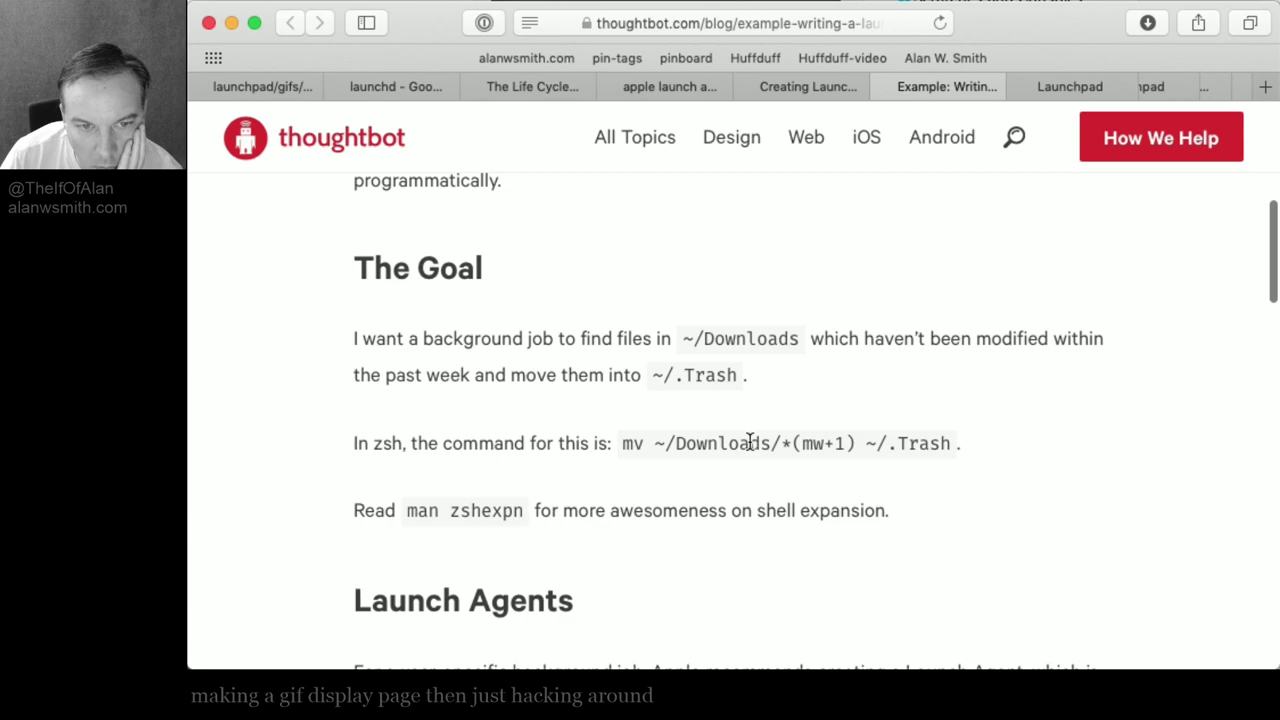 thoughtbot.com/blog/example-writing-a-lau
alanwsmith.com pin-tags pinboard Huffduff Huffduff-video Alan W. Smith
launchpad/gifs/... launchd - Goo... The Life Cycle... apple launch a... Creating Launc... Example: Writin... Launchpad ...
thoughtbot All Topics Design Web iOS Android How We Help
@TheIfOfAlan
alanwsmith.com
programmatically.
The Goal
I want a background job to find files in ~/Downloads which haven't been modified within
the past week and move them into ~/.Trash .
In zsh, the command for this is: mv ~/Downloads/*(mw+1) ~/.Trash .
Read man zshexpn for more awesomeness on shell expansion.
Launch Agents
making a gif display page then just hacking around